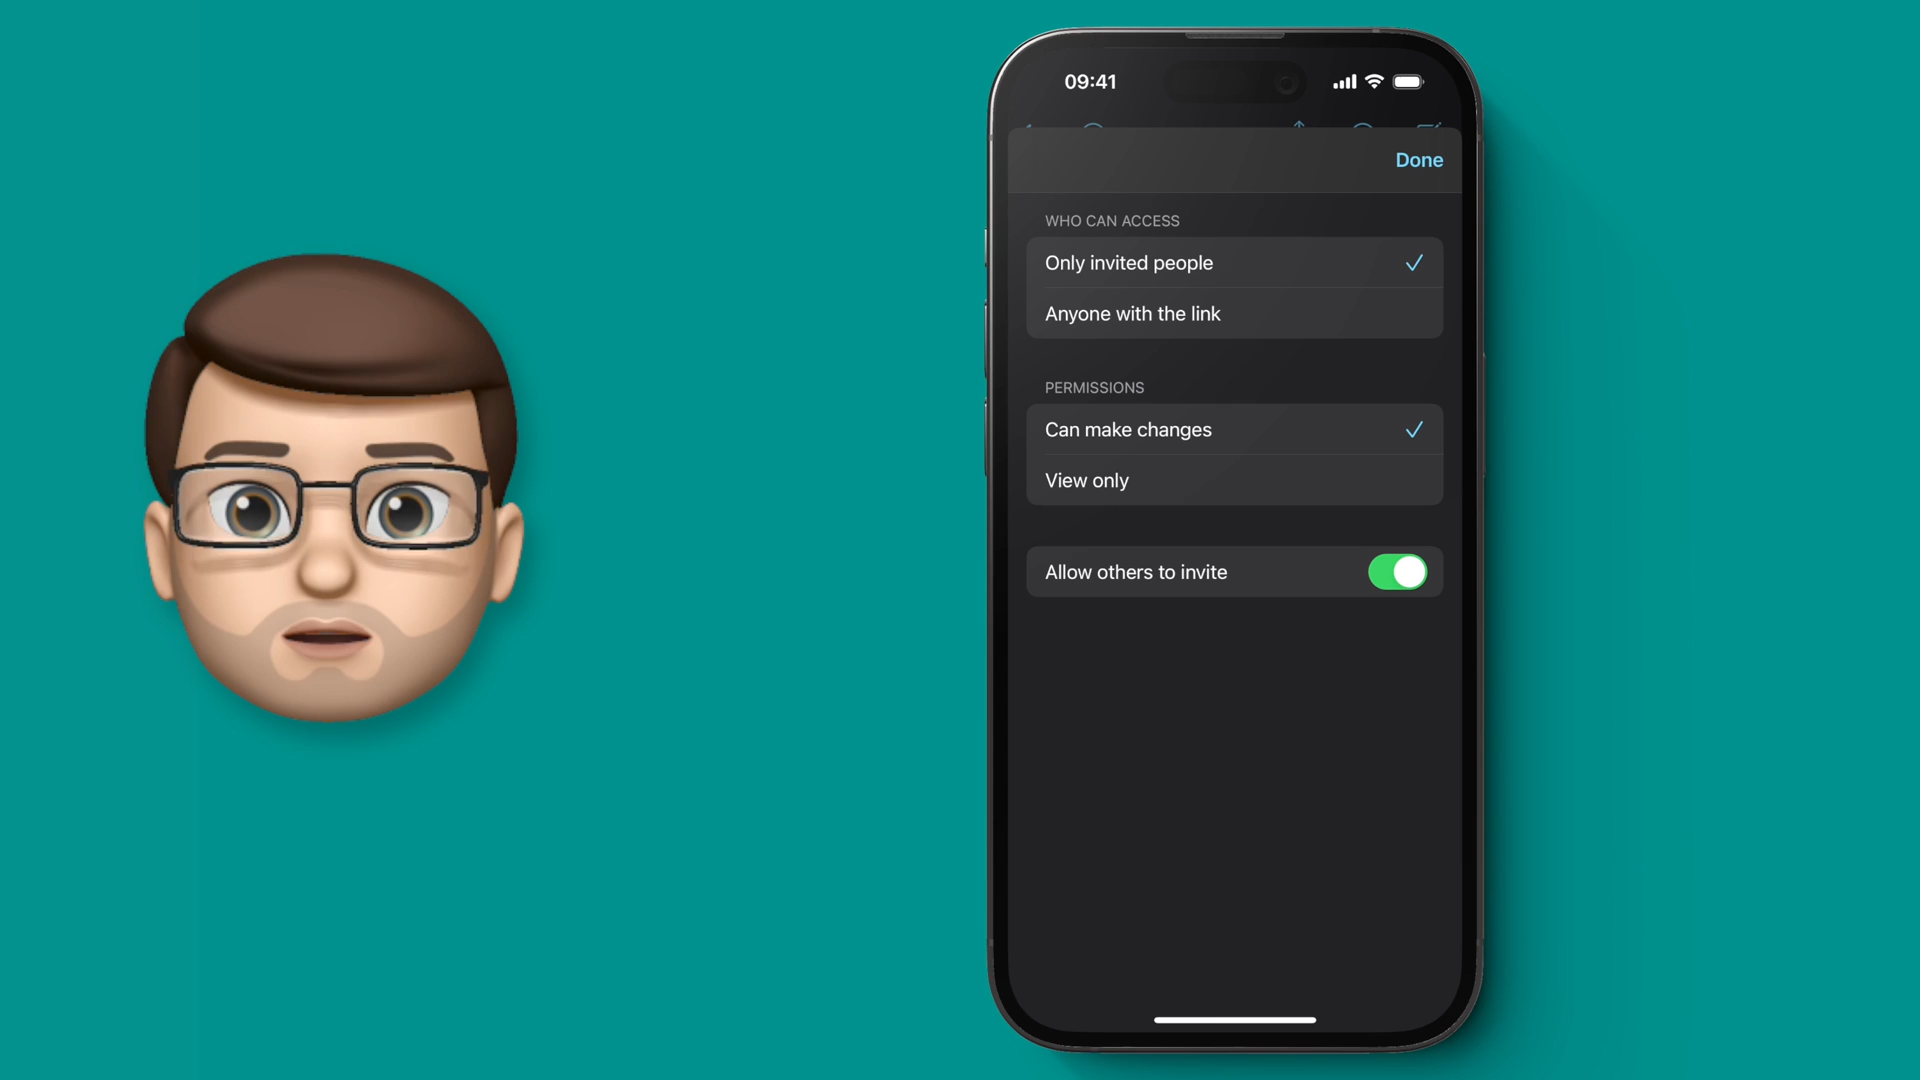 09:41
Done
WHO CAN ACCESS
Only invited people
Anyone with the link
PERMISSIONS
Can make changes
View only
Allow others to invite